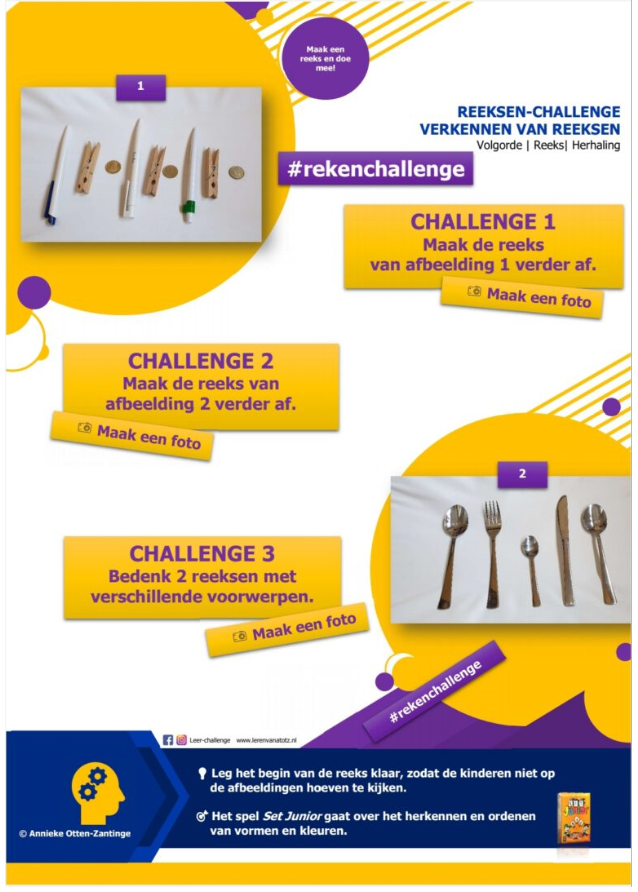 Maak een
reeks en doe
mee!
1
REEKSEN-CHALLENGE
VERKENNEN VAN REEKSEN
Volgorde | Reeks| Herhaling
#rekenchallenge
CHALLENGE 1
Maak de reeks
van afbeelding 1 verder af.
Maak een foto
CHALLENGE 2
Maak de reeks van
afbeelding 2 verder af.
Maak een foto
2
CHALLENGE 3
Bedenk 2 reeksen met
verschillende voorwerpen.
Maak een foto
#rekenchallenge
Leer-challenge www.lerenvanatotz.nl
Leg het begin van de reeks klaar, zodat de kinderen niet op
de afbeeldingen hoeven te kijken.
Het spel Set Junior gaat over het herkennen en ordenen
van vormen en kleuren.
© Annieke Otten-Zantinge